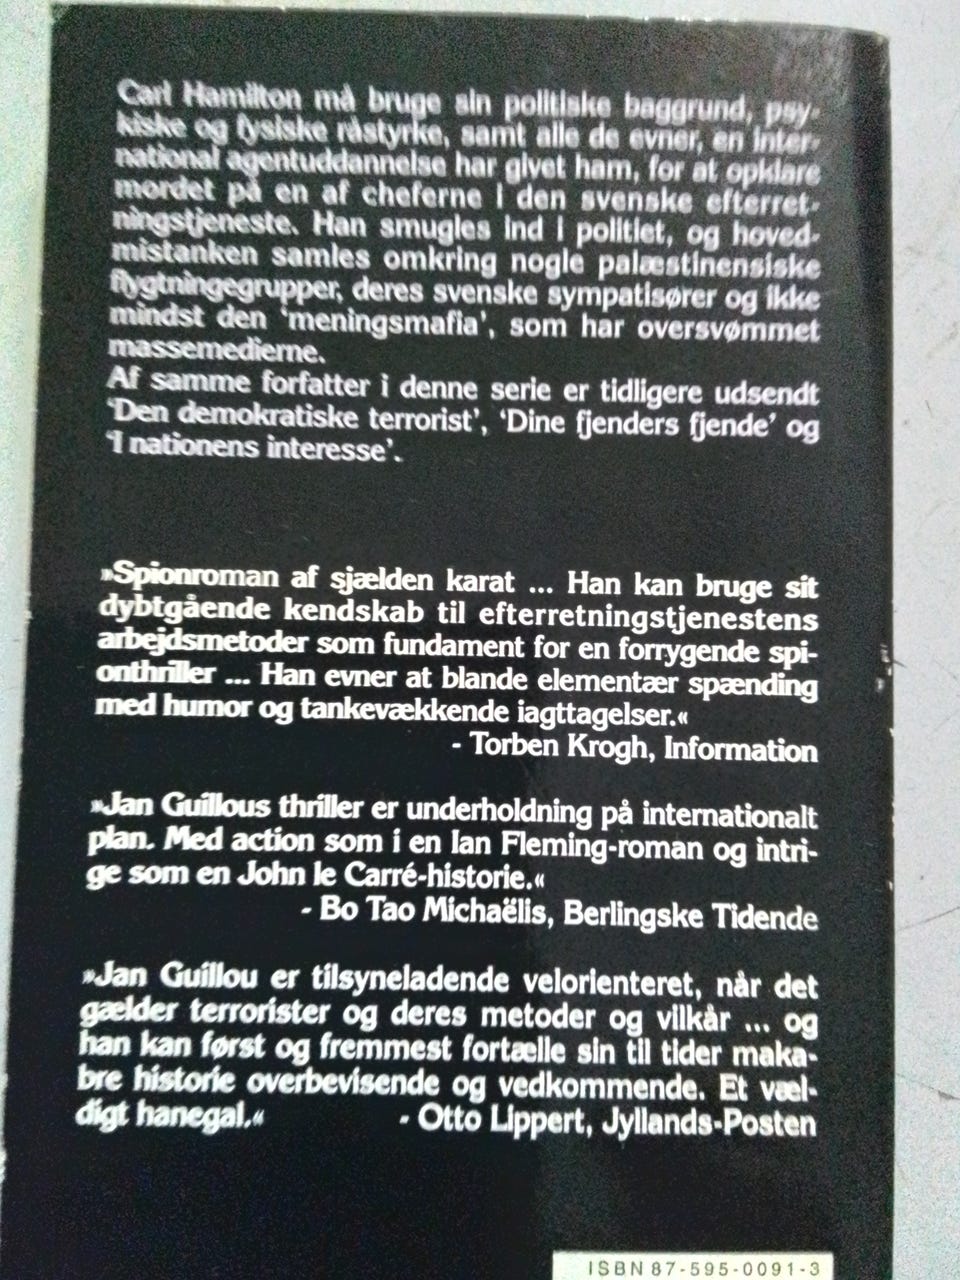 Carl Hamilton må bruge sin politiske baggrund, psy-
kiske og fysiske råstyrke, samt alle de evner, en inter-
national agentuddannelse har givet ham, for at opklare
mordet på en af cheferne i den svenske efterret-
ningstjeneste. Han smugles ind i politiet, og hoved-
mistanken samles omkring nogle palæstinensiske
flygtningegrupper, deres svenske sympatisører og ikke
mindst den 'meningsmafia', som har oversvømmet
massemedierne.
Af samme forfatter i denne serie er tidligere udsendt
'Den demokratiske terrorist', 'Dine fjenders fjende' og
'I nationens interesse'.
»Spionroman af sjælden karat ... Han kan bruge sit
dybtgående kendskab til efterretningstjenestens
arbejdsmetoder som fundament for en forrygende spi-
onthriller ... Han evner at blande elementær spænding
med humor og tankevækkende iagttagelser.«
- Torben Krogh, Information
»Jan Guillous thriller er underholdning på internationalt
plan. Med action som i en Ian Fleming-roman og intri-
ge som en John le Carré-historie.«
- Bo Tao Michaëlis, Berlingske Tidende
»Jan Guillou er tilsyneladende velorienteret, når det
gælder terrorister og deres metoder og vilkår ... og
han kan først og fremmest fortælle sin til tider maka-
bre historie overbevisende og vedkommende. Et væl-
digt hanegal.« - Otto Lippert, Jyllands-Posten
ISBN 87-595-0091-3